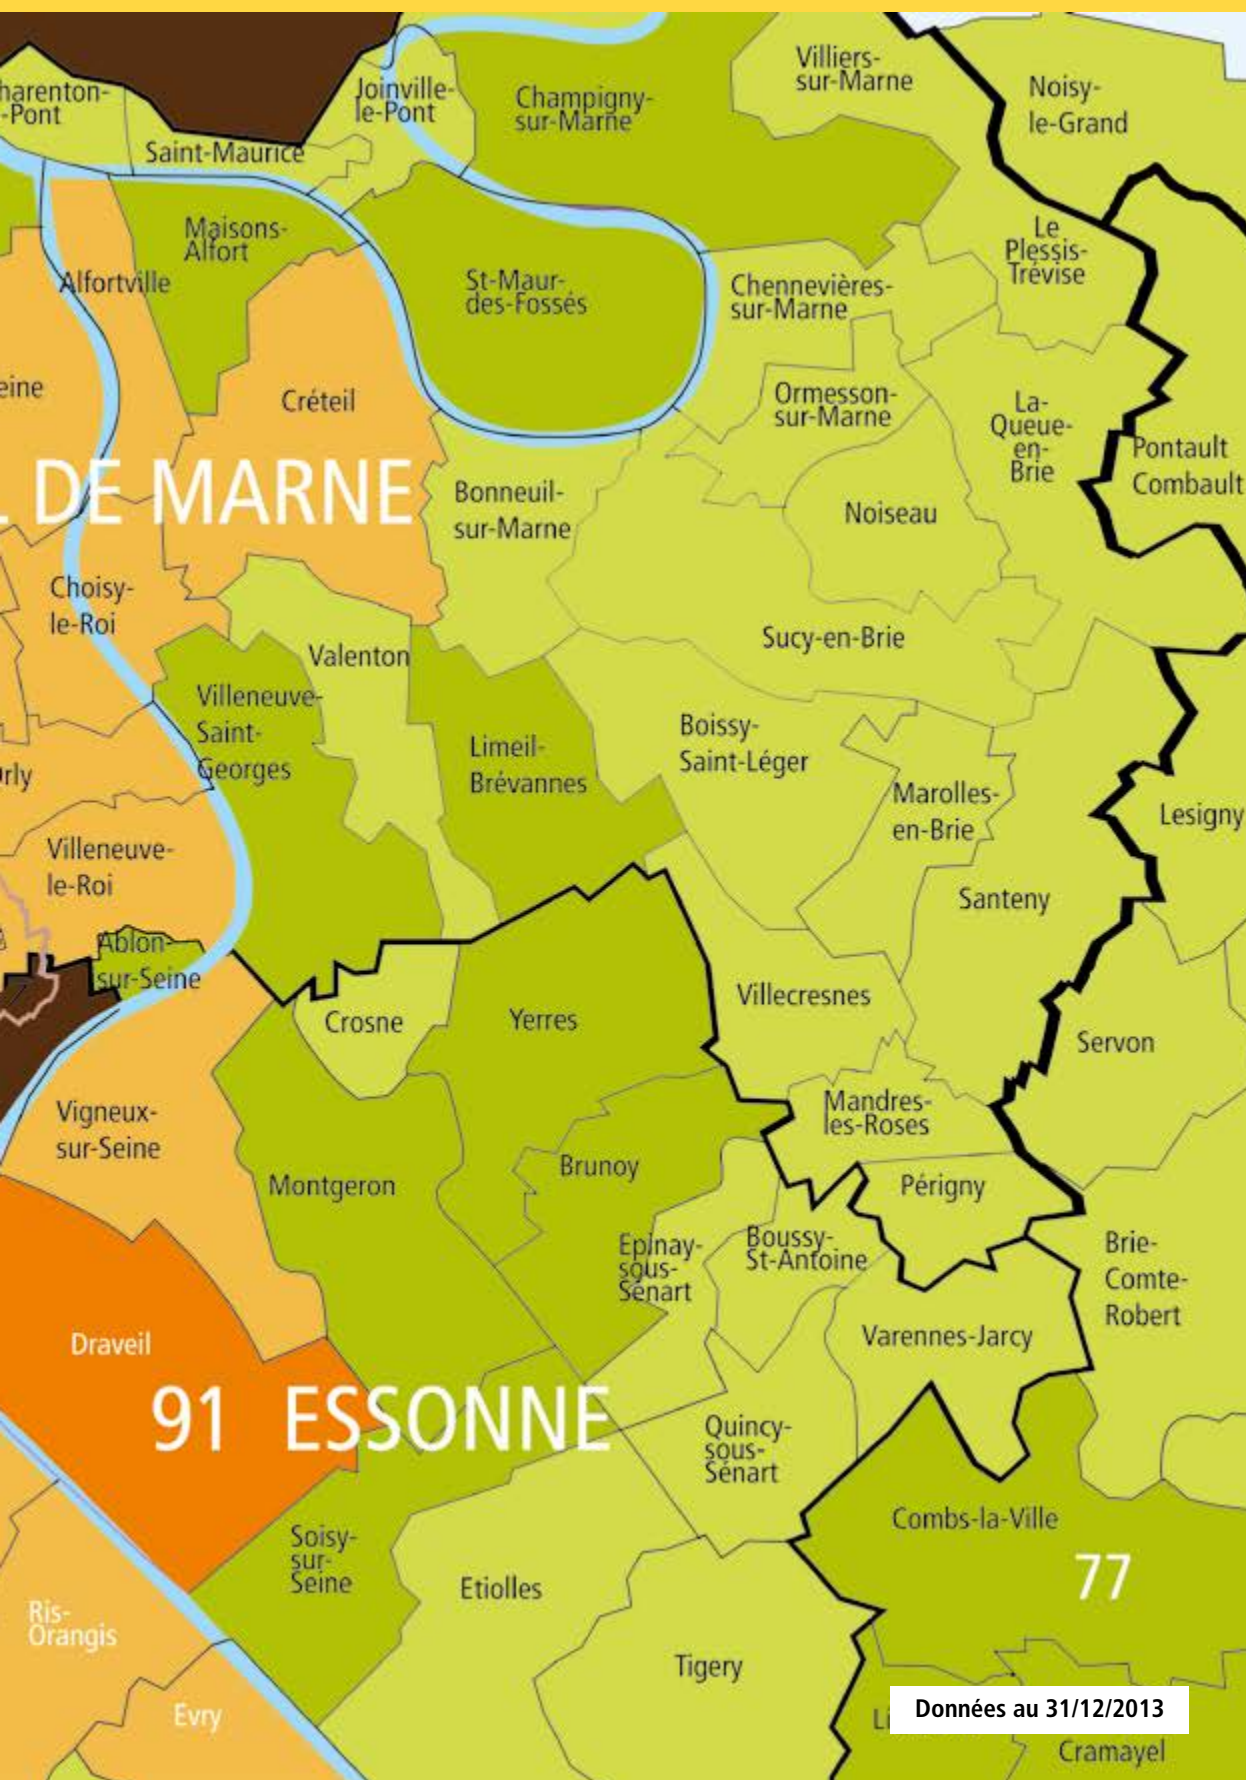 Villiers-
sur-Marne
Noisy-
le-Grand
harenton-
-Pont
Joinville-
le-Pont
Champigny-
sur-Marne
Saint-Maurice
Maisons-
Alfort
Le
Plessis-
Trévise
Alfortville
St-Maur-
des-Fossés
Chennevières-
sur-Marne
eine
Créteil
Ormesson-
sur-Marne
La-
Queue-
en-
Brie
Pontault
Combault
DE MARNE
Bonneuil-
sur-Marne
Noiseau
Choisy-
le-Roi
Sucy-en-Brie
Valenton
Villeneuve-
Saint-
Georges
Limeil-
Brévannes
Boissy-
Saint-Léger
rly
Marolles-
en-Brie
Lesigny
Villeneuve-
le-Roi
Santeny
Ablon-
sur-Seine
Villecresnes
Crosne
Yerres
Servon
Vigneux-
sur-Seine
Mandres-
les-Roses
Montgeron
Brunoy
Périgny
Epinay-
sous-
Sénart
Boussy-
St-Antoine
Brie-
Comte-
Robert
Draveil
Varennes-Jarcy
91 ESSONNE
Quincy-
sous-
Sénart
Combs-la-Ville
77
Soisy-
sur-
Seine
Etiolles
Ris-
Orangis
Tigery
Evry
Li
Données au 31/12/2013
Cramayel